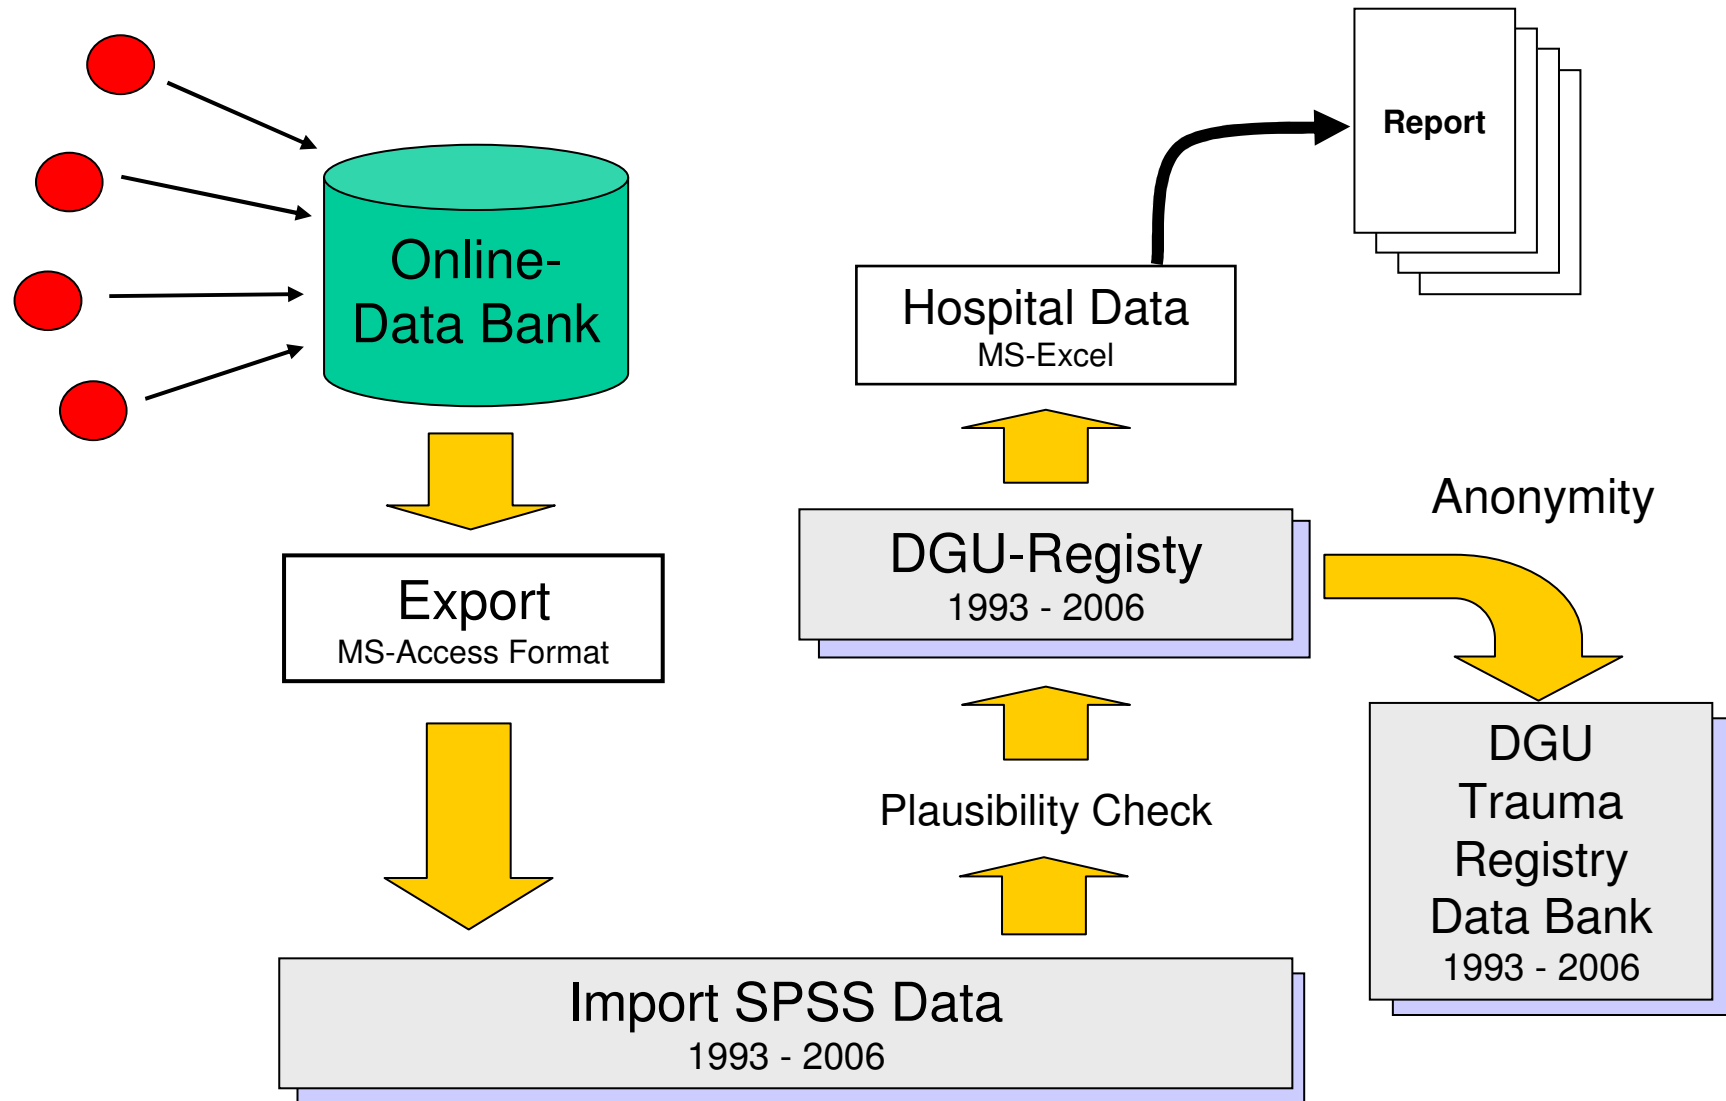 Online-
Data Bank
Export
MS-Access Format
Import SPSS Data
1993 - 2006
Plausibility Check
DGU-Registy
1993 - 2006
Hospital Data
MS-Excel
Report
Anonymity
DGU
Trauma
Registry
Data Bank
1993 - 2006